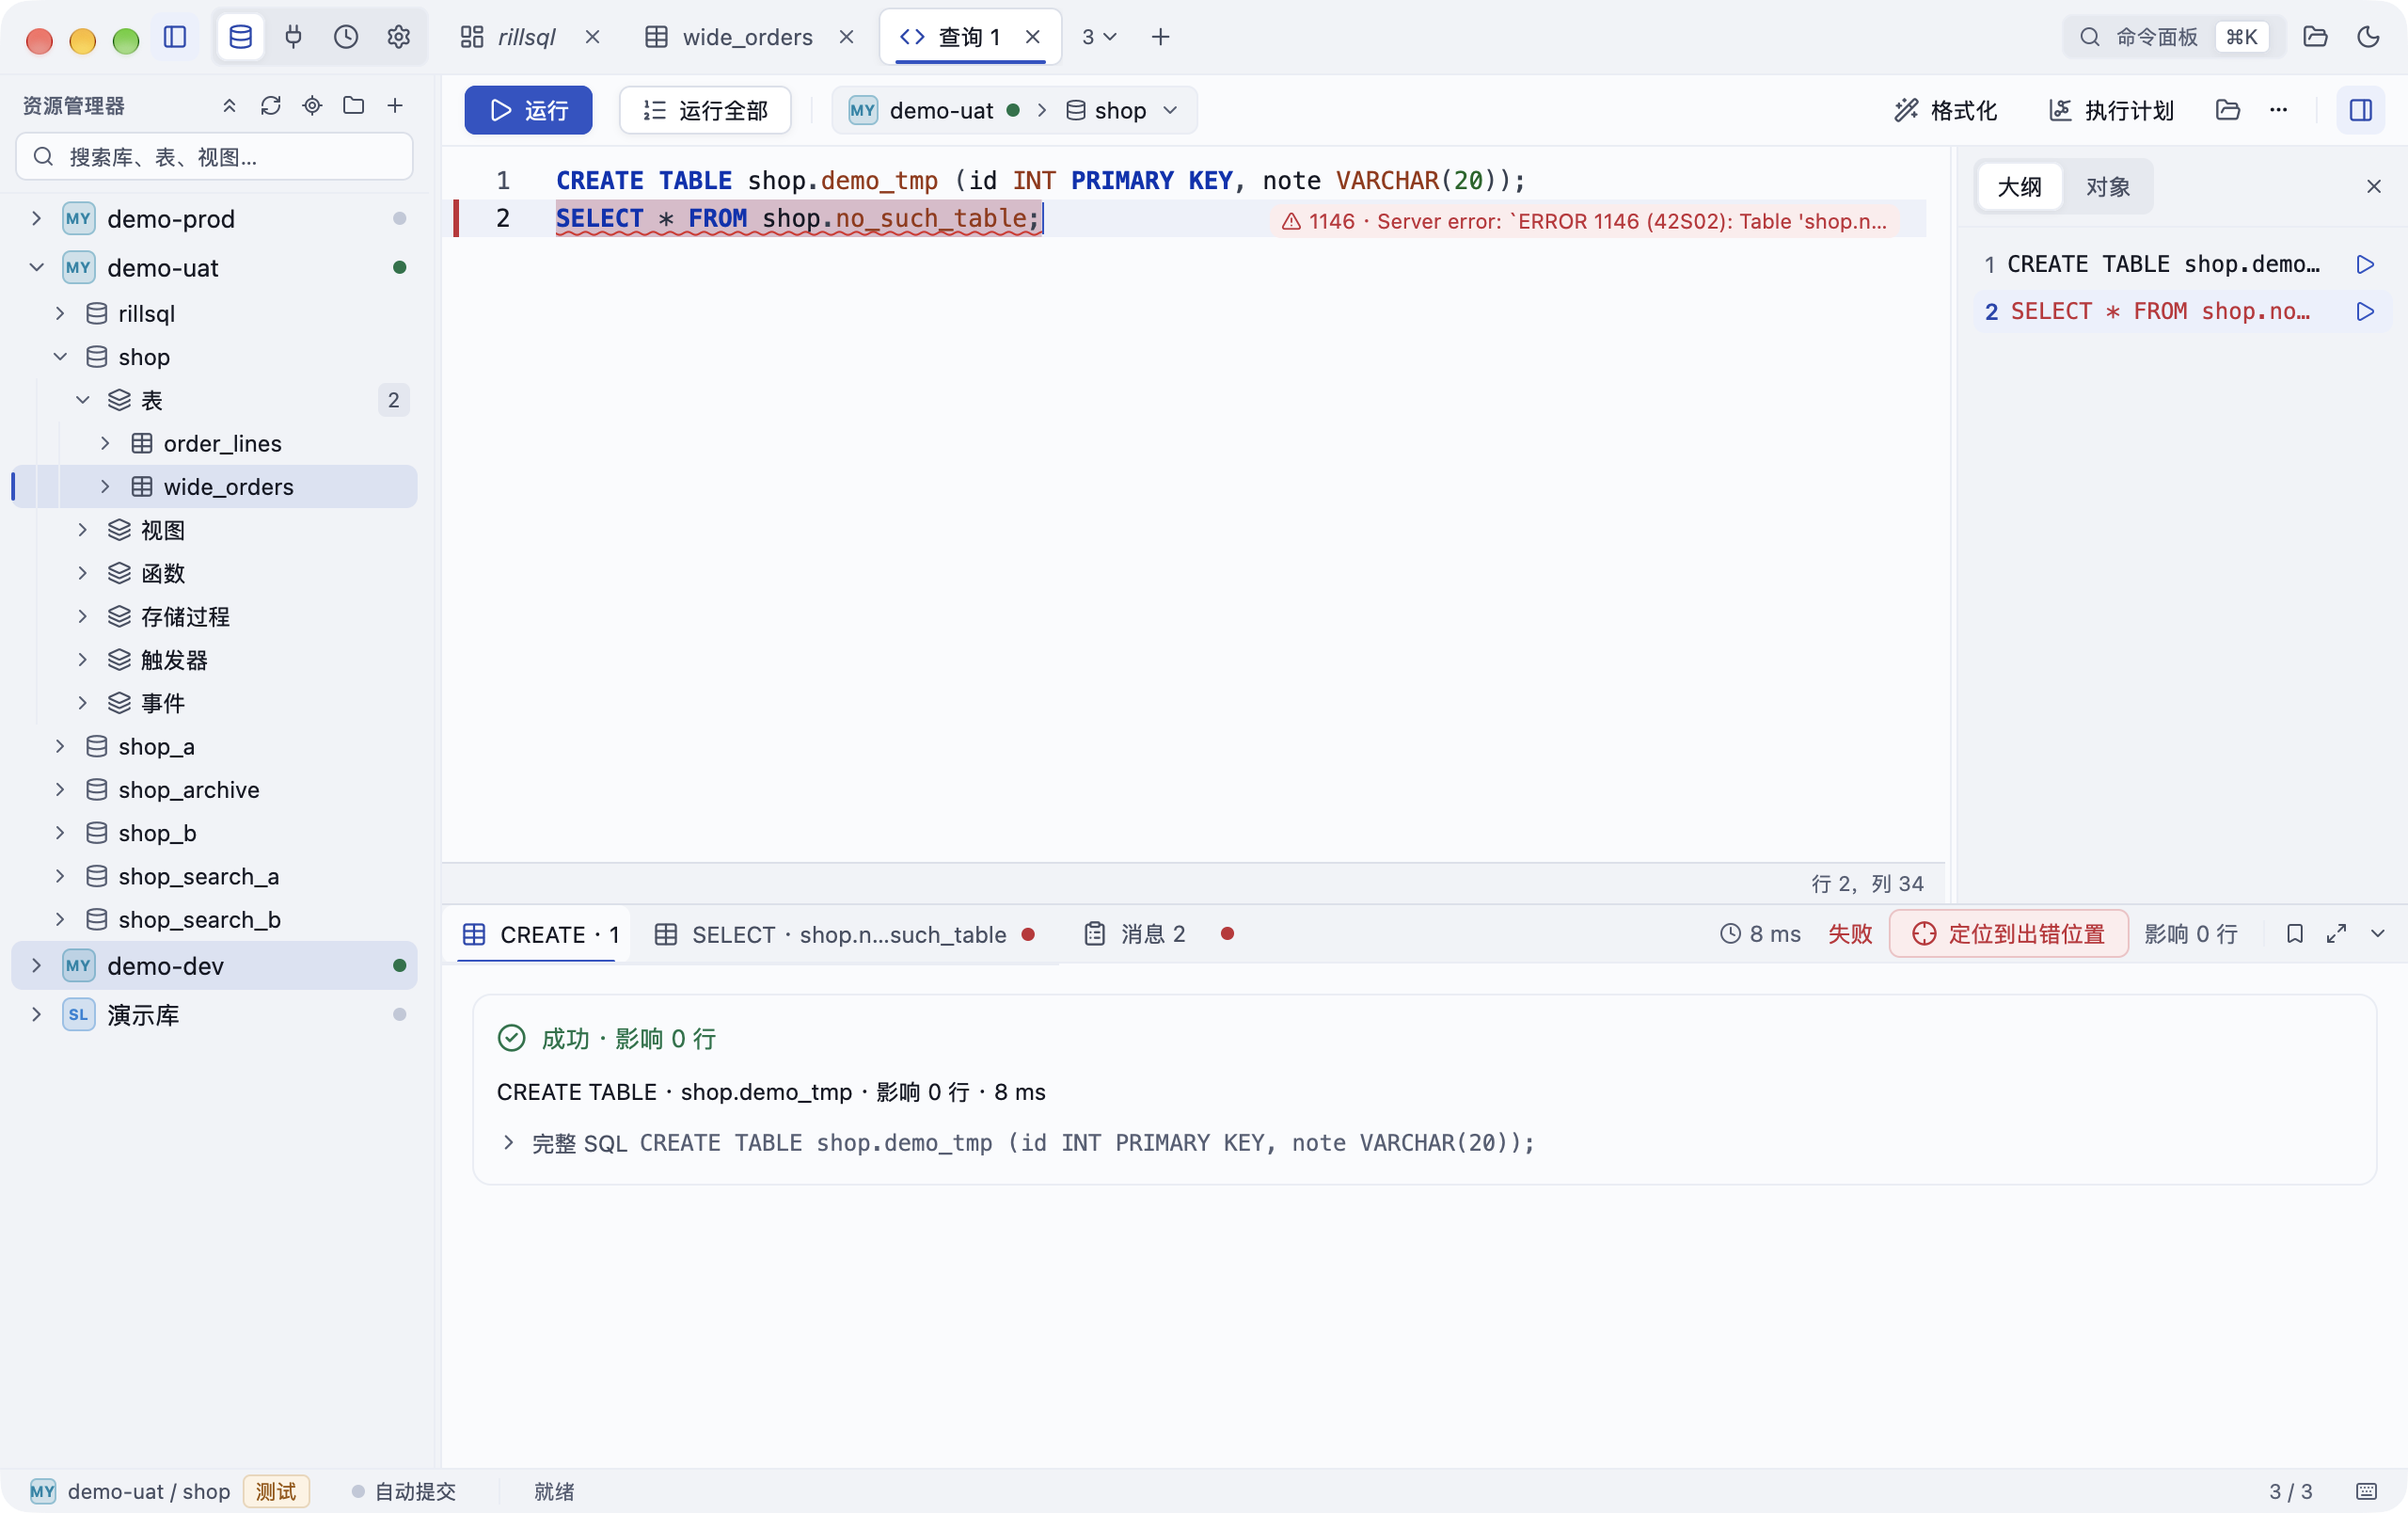 rillsql
wide_orders
查询 1
3
命令面板 ⌘K
资源管理器
搜索库、表、视图...
MY demo-prod
MY demo-uat
rillsql
shop
表 2
order_lines
wide_orders
视图
函数
存储过程
触发器
事件
shop_a
shop_archive
shop_b
shop_search_a
shop_search_b
MY demo-dev
SL 演示库
运行
运行全部
MY demo-uat
shop
格式化
执行计划
1 CREATE TABLE shop.demo_tmp (id INT PRIMARY KEY, note VARCHAR(20));
2 SELECT * FROM shop.no_such_table;
1146 · Server error: `ERROR 1146 (42S02): Table 'shop.n...
行 2，列 34
大纲
对象
1 CREATE TABLE shop.demo…
2 SELECT * FROM shop.no…
CREATE · 1
SELECT · shop.n...such_table
消息 2
8 ms
失败
定位到出错位置
影响 0 行
成功 · 影响 0 行
CREATE TABLE · shop.demo_tmp · 影响 0 行 · 8 ms
完整 SQL CREATE TABLE shop.demo_tmp (id INT PRIMARY KEY, note VARCHAR(20));
MY demo-uat / shop
测试
自动提交
就绪
3 / 3